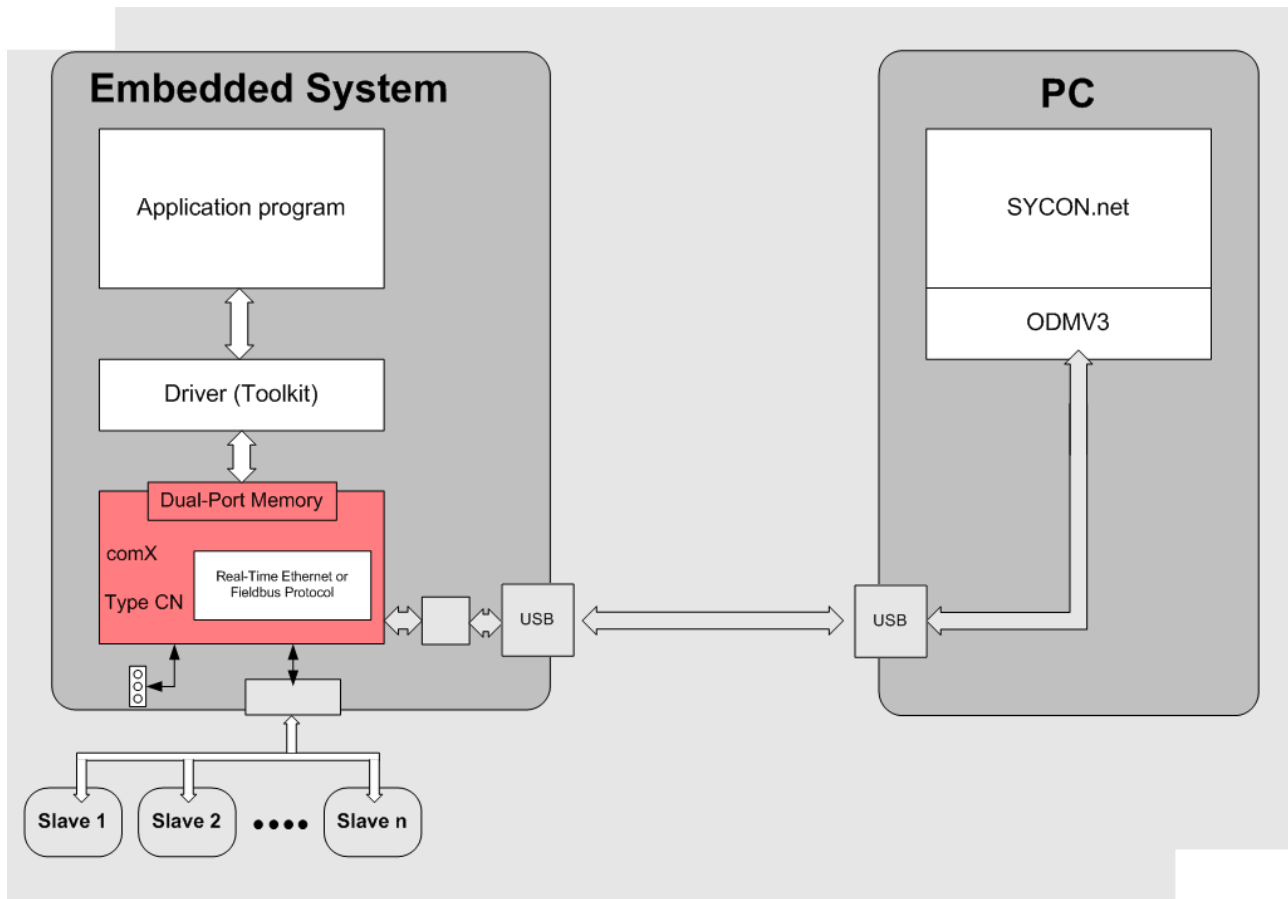 Embedded System
Application program
Driver (Toolkit)
Dual-Port Memory
comX
Type CN
Real-Time Ethernet or
Fieldbus Protocol
USB
Slave 1
Slave 2
Slave n
PC
SYCON.net
ODMV3
USB